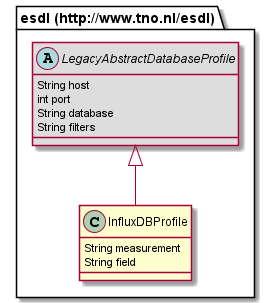 esdl (http://www.tno.nl/esdl)
A LegacyAbstractDatabaseProfile
String host
int port
String database
String filters
C InfluxDBProfile
String measurement
String field